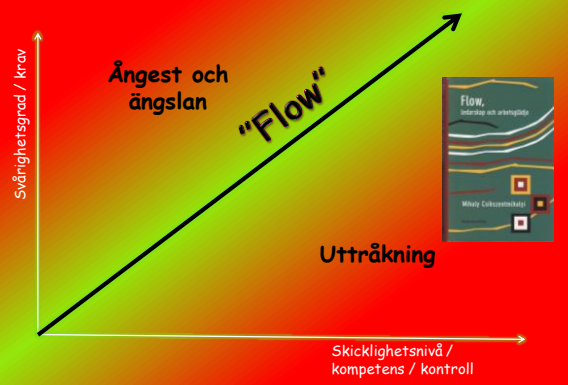 Svårighetsgrad / krav
Ångest och
ängslan
"Flow"
Flow,
ledarskap och arbetsglädje
Mihaly Csikszentmihalyi
Uttråkning
Skicklighetsnivå /
kompetens / kontroll